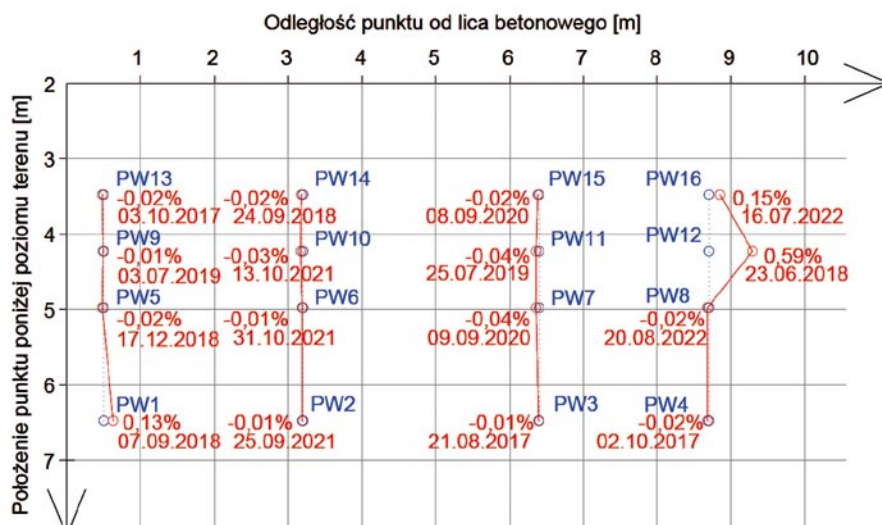 Odległość punktu od lica betonowego [m]
1 2 3 4 5 6 7 8 9 10
Położenie punktu poniżej poziomu terenu [m]
2
3
PW13 PW14 PW15 PW16
-0,02% -0,02% -0,02% 0,15%
03.10.2017 24.09.2018 08.09.2020 16.07.2022
4
PW9 PW10 PW11 PW12
-0,01% -0,03% -0,04% 0,59%
03.07.2019 13.10.2021 25.07.2019 23.06.2018
5
PW5 PW6 PW7 PW8
-0,02% -0,01% -0,04% -0,02%
17.12.2018 31.10.2021 09.09.2020 20.08.2022
6
PW1 PW2 PW3 PW4
0,13% -0,01% -0,01% -0,02%
07.09.2018 25.09.2021 21.08.2017 02.10.2017
7